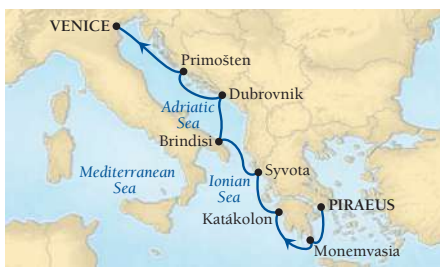 VENICE
Primošten
Dubrovnik
Adriatic
Sea
Brindisi
Mediterranean
Sea
Ionian
Sea
Syvota
Katákolon
PIRAEUS
Monemvasia